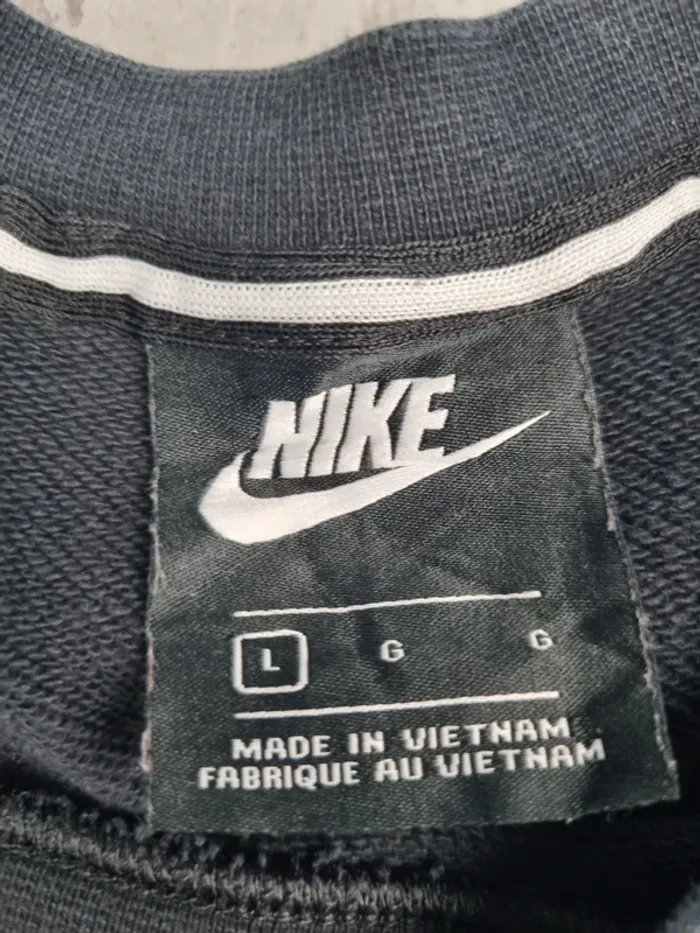 NIKE
L G G
MADE IN VIETNAM
FABRIQUE AU VIETNAM